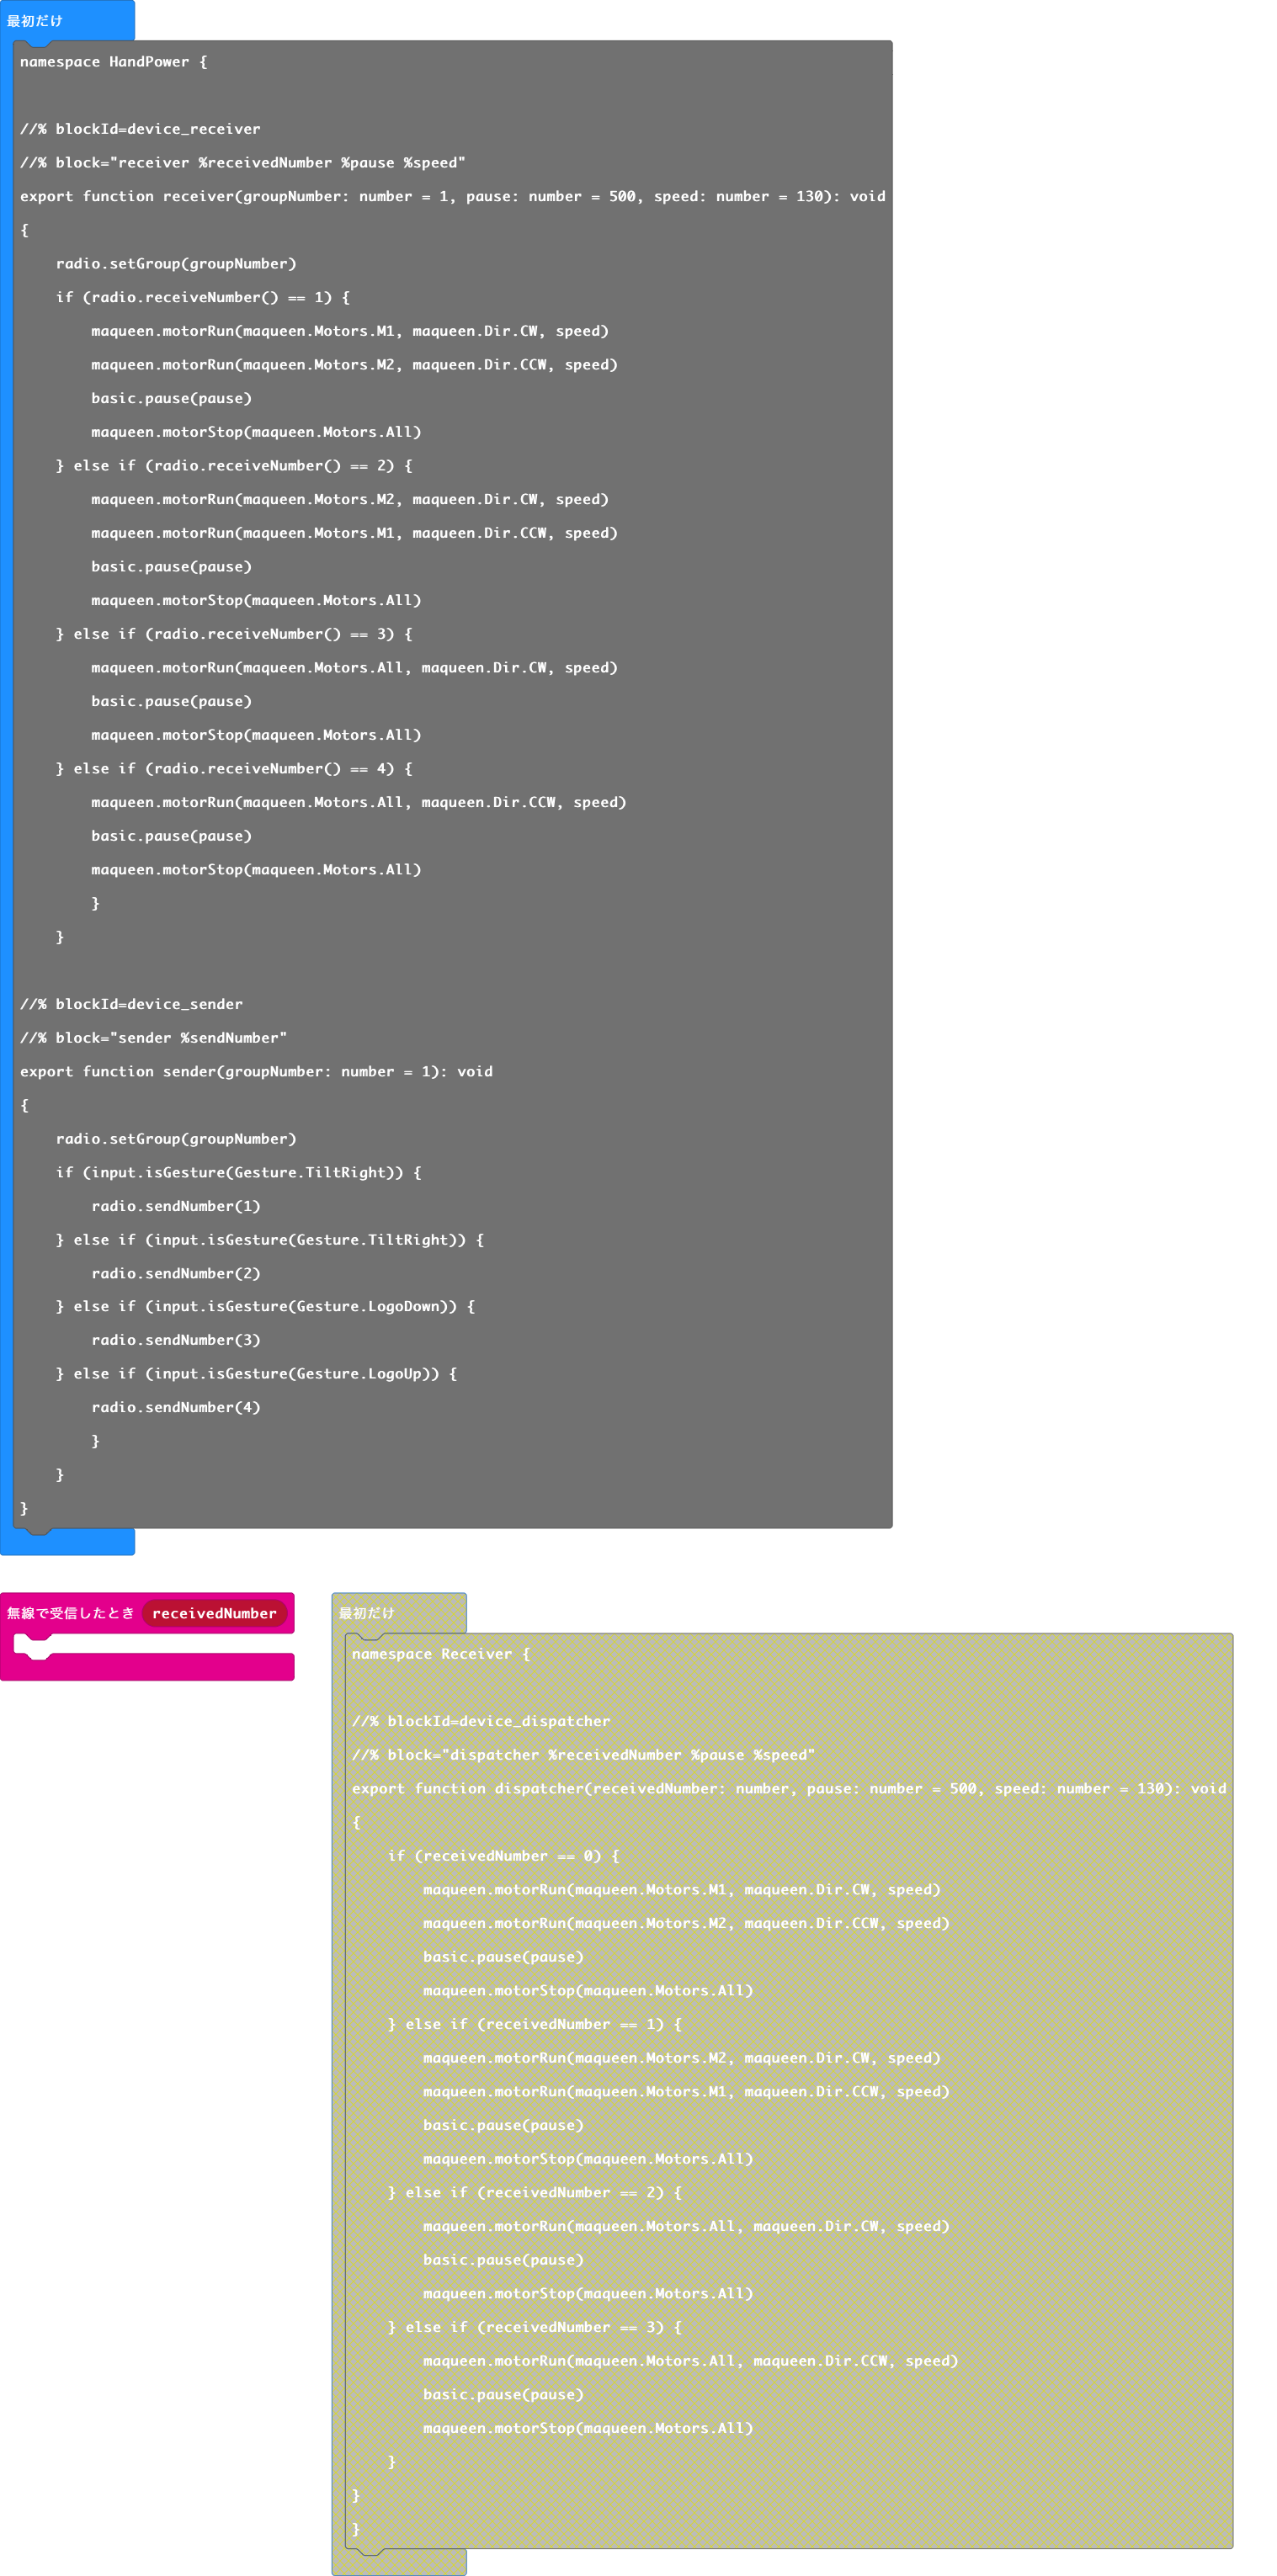 最初だけ
namespace HandPower {
//% blockId=device_receiver
//% block="receiver %receivedNumber %pause %speed"
export function receiver(groupNumber: number = 1, pause: number = 500, speed: number = 130): void
{
    radio.setGroup(groupNumber)
    if (radio.receiveNumber() == 1) {
        maqueen.motorRun(maqueen.Motors.M1, maqueen.Dir.CW, speed)
        maqueen.motorRun(maqueen.Motors.M2, maqueen.Dir.CCW, speed)
        basic.pause(pause)
        maqueen.motorStop(maqueen.Motors.All)
    } else if (radio.receiveNumber() == 2) {
        maqueen.motorRun(maqueen.Motors.M2, maqueen.Dir.CW, speed)
        maqueen.motorRun(maqueen.Motors.M1, maqueen.Dir.CCW, speed)
        basic.pause(pause)
        maqueen.motorStop(maqueen.Motors.All)
    } else if (radio.receiveNumber() == 3) {
        maqueen.motorRun(maqueen.Motors.All, maqueen.Dir.CW, speed)
        basic.pause(pause)
        maqueen.motorStop(maqueen.Motors.All)
    } else if (radio.receiveNumber() == 4) {
        maqueen.motorRun(maqueen.Motors.All, maqueen.Dir.CCW, speed)
        basic.pause(pause)
        maqueen.motorStop(maqueen.Motors.All)
        }
    }
//% blockId=device_sender
//% block="sender %sendNumber"
export function sender(groupNumber: number = 1): void
{
    radio.setGroup(groupNumber)
    if (input.isGesture(Gesture.TiltRight)) {
        radio.sendNumber(1)
    } else if (input.isGesture(Gesture.TiltRight)) {
        radio.sendNumber(2)
    } else if (input.isGesture(Gesture.LogoDown)) {
        radio.sendNumber(3)
    } else if (input.isGesture(Gesture.LogoUp)) {
        radio.sendNumber(4)
        }
    }
}
無線で受信したとき receivedNumber
最初だけ
namespace Receiver {
//% blockId=device_dispatcher
//% block="dispatcher %receivedNumber %pause %speed"
export function dispatcher(receivedNumber: number, pause: number = 500, speed: number = 130): void
{
    if (receivedNumber == 0) {
        maqueen.motorRun(maqueen.Motors.M1, maqueen.Dir.CW, speed)
        maqueen.motorRun(maqueen.Motors.M2, maqueen.Dir.CCW, speed)
        basic.pause(pause)
        maqueen.motorStop(maqueen.Motors.All)
    } else if (receivedNumber == 1) {
        maqueen.motorRun(maqueen.Motors.M2, maqueen.Dir.CW, speed)
        maqueen.motorRun(maqueen.Motors.M1, maqueen.Dir.CCW, speed)
        basic.pause(pause)
        maqueen.motorStop(maqueen.Motors.All)
    } else if (receivedNumber == 2) {
        maqueen.motorRun(maqueen.Motors.All, maqueen.Dir.CW, speed)
        basic.pause(pause)
        maqueen.motorStop(maqueen.Motors.All)
    } else if (receivedNumber == 3) {
        maqueen.motorRun(maqueen.Motors.All, maqueen.Dir.CCW, speed)
        basic.pause(pause)
        maqueen.motorStop(maqueen.Motors.All)
    }
}
}